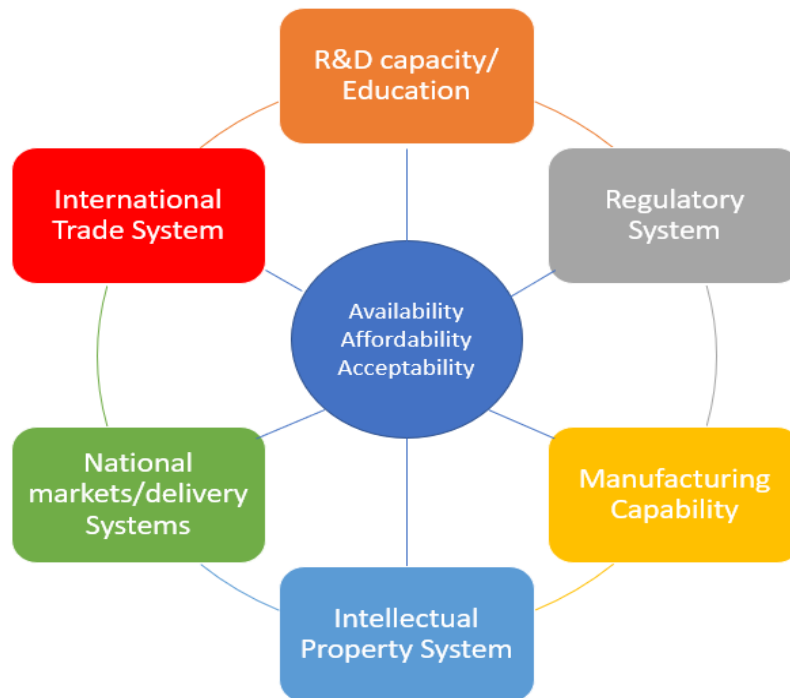 R&D capacity/
Education
International
Trade System
Regulatory
System
Availability
Affordability
Acceptability
National
markets/delivery
Systems
Manufacturing
Capability
Intellectual
Property System